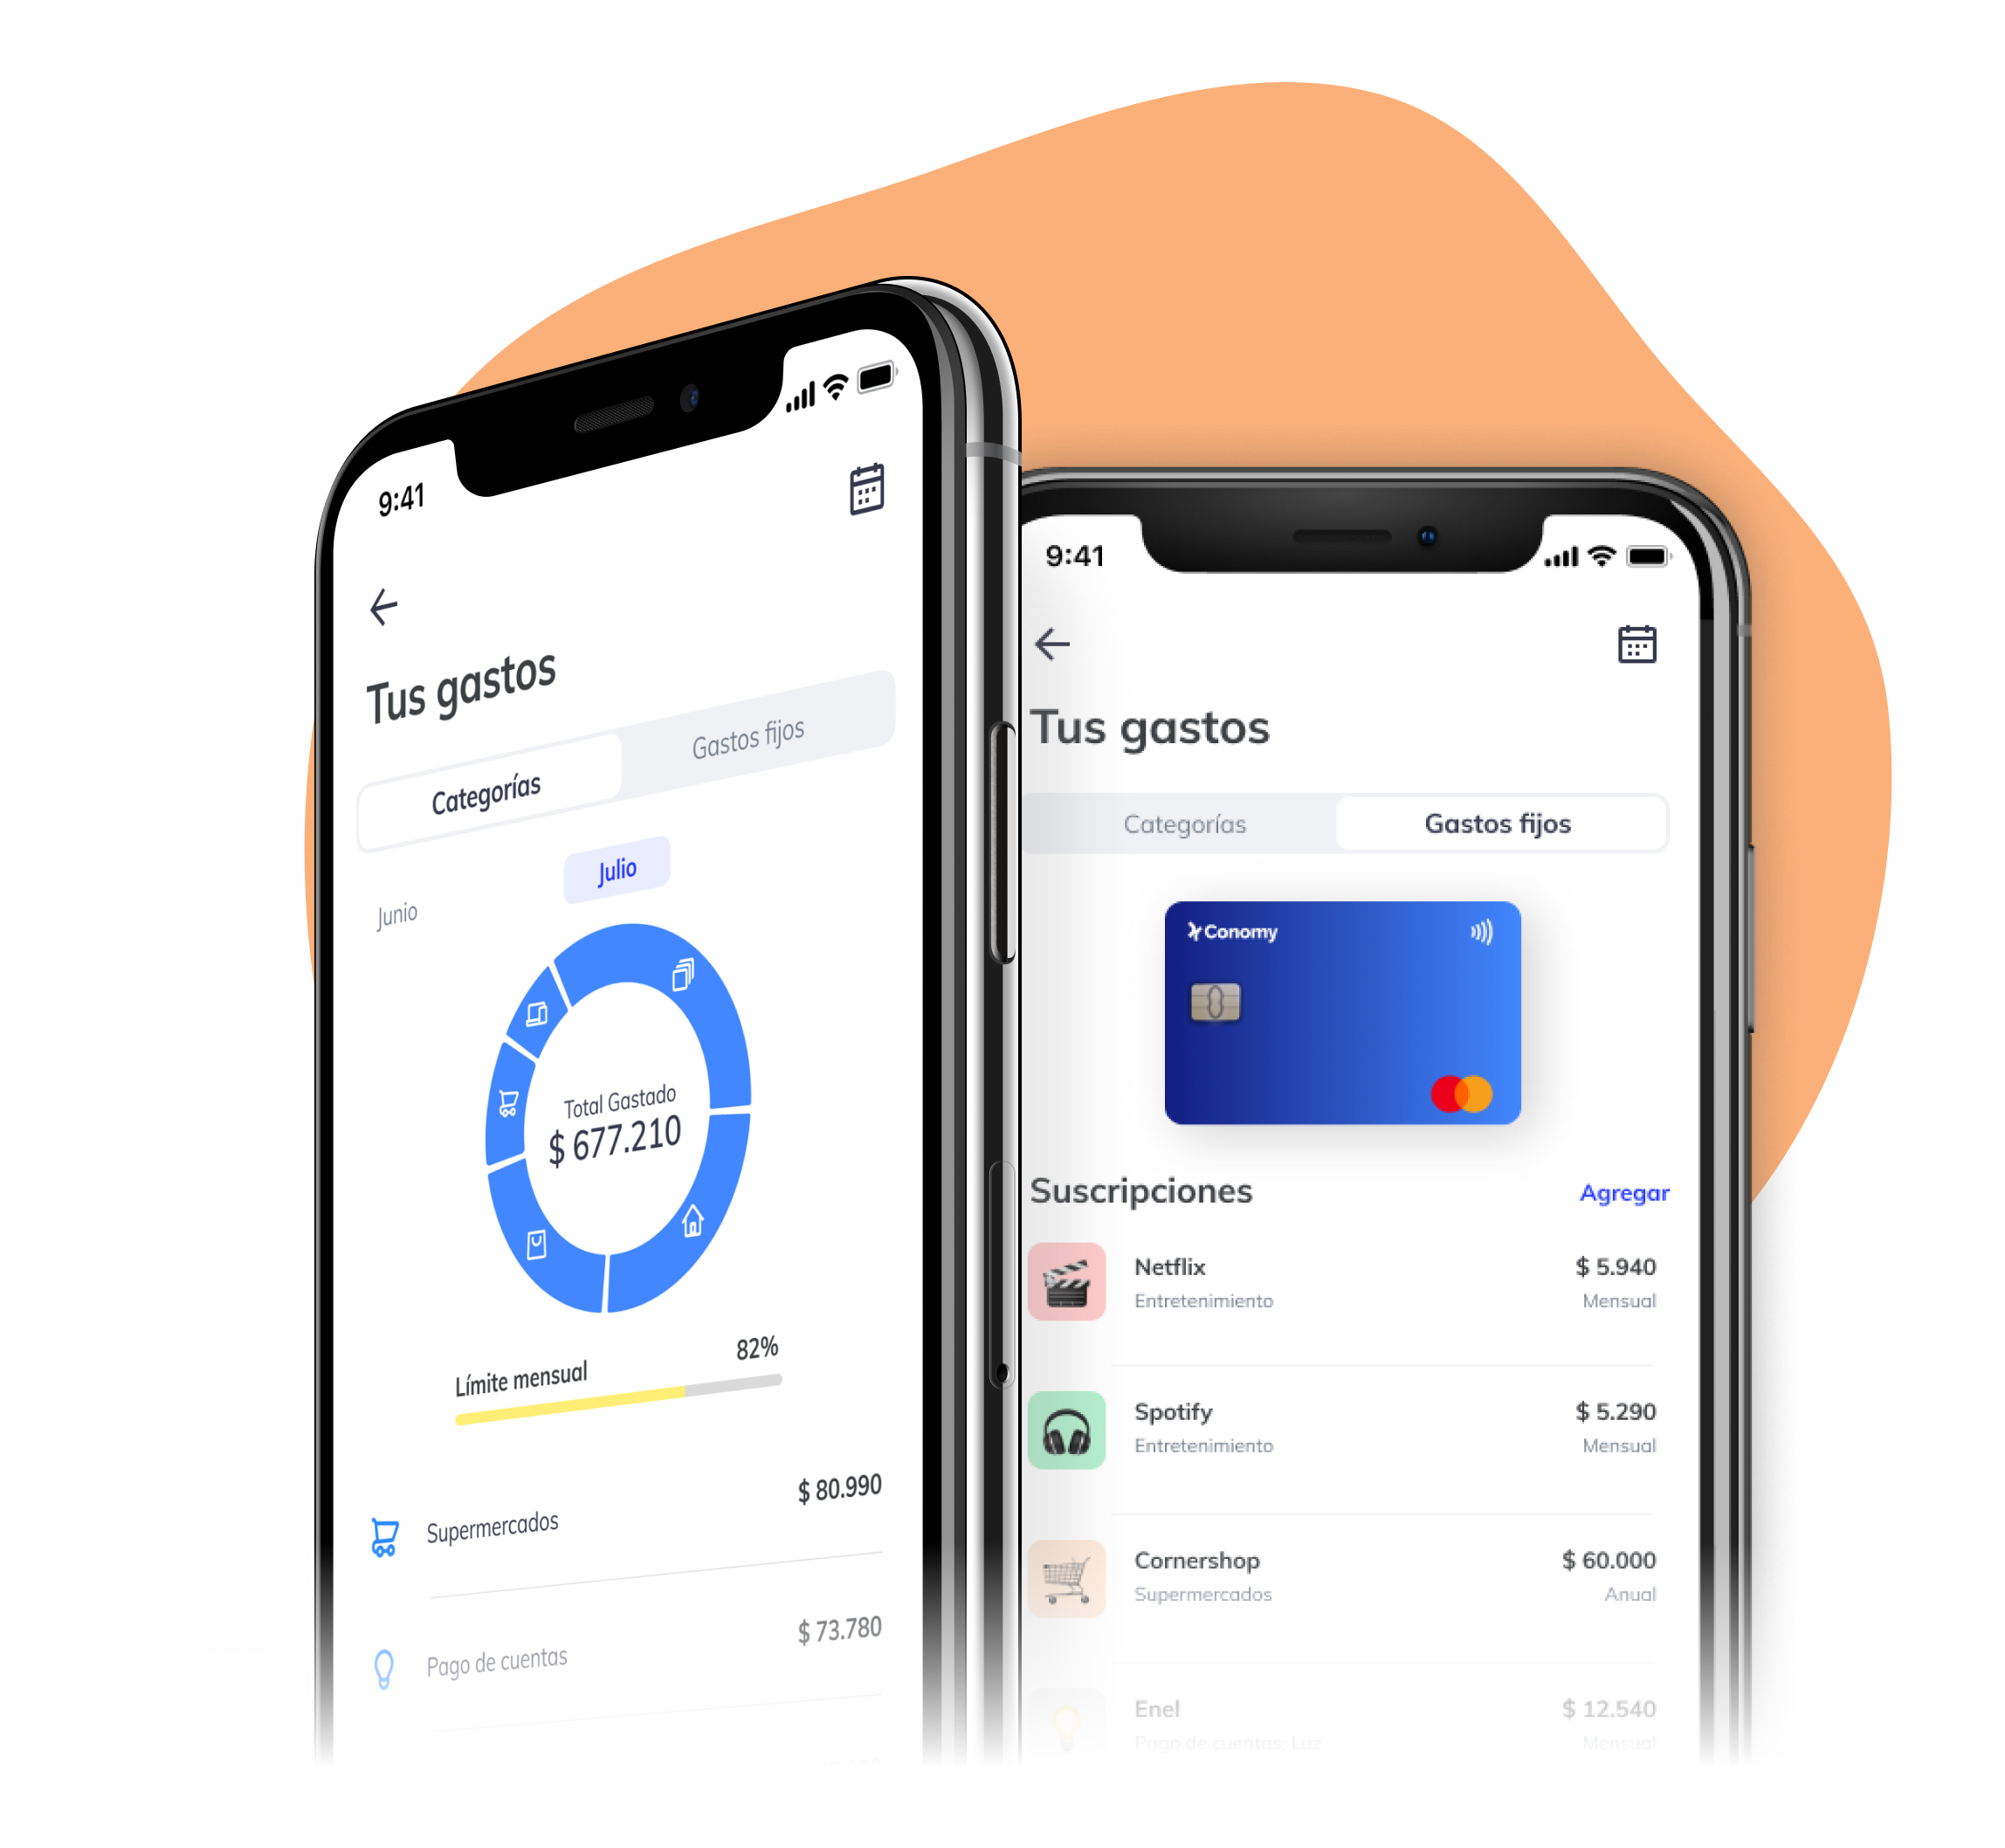 9:41
Tus gastos
Categorías
Gastos fijos
Junio
Julio
Total Gastado
$ 677.210
Límite mensual
82%
Supermercados
$ 80.990
Pago de cuentas
$ 73.780
9:41
Tus gastos
Categorías
Gastos fijos
Conomy
Suscripciones
Agregar
Netflix
$ 5.940
Entretenimiento
Mensual
Spotify
$ 5.290
Entretenimiento
Mensual
Cornershop
$ 60.000
Supermercados
Anual
Enel
$ 12.540
Pago de cuentas: Luz
Mensual